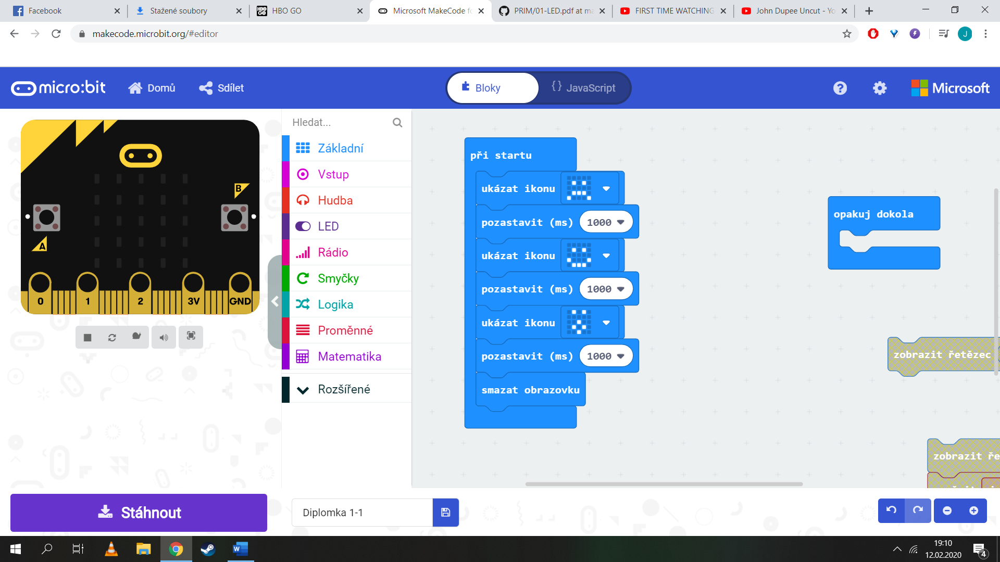 Facebook
Stažené soubory
HBO GO
Microsoft MakeCode fo
PRIM/01-LED.pdf at ma
FIRST TIME WATCHING
John Dupee Uncut - Yo
makecode.microbit.org/#editor
J
micro:bit
Domů
Sdílet
Bloky
{} JavaScript
?
Microsoft
Hledat...
Základní
Vstup
Hudba
LED
Rádio
Smyčky
Logika
Proměnné
Matematika
Rozšířené
B
A
0 1 2 3V GND
při startu
ukázat ikonu
pozastavit (ms) 1000
ukázat ikonu
pozastavit (ms) 1000
ukázat ikonu
pozastavit (ms) 1000
smazat obrazovku
opakuj dokola
zobrazit řetězec
zobrazit ře
Stáhnout
Diplomka 1-1
19:10
12.02.2020
4